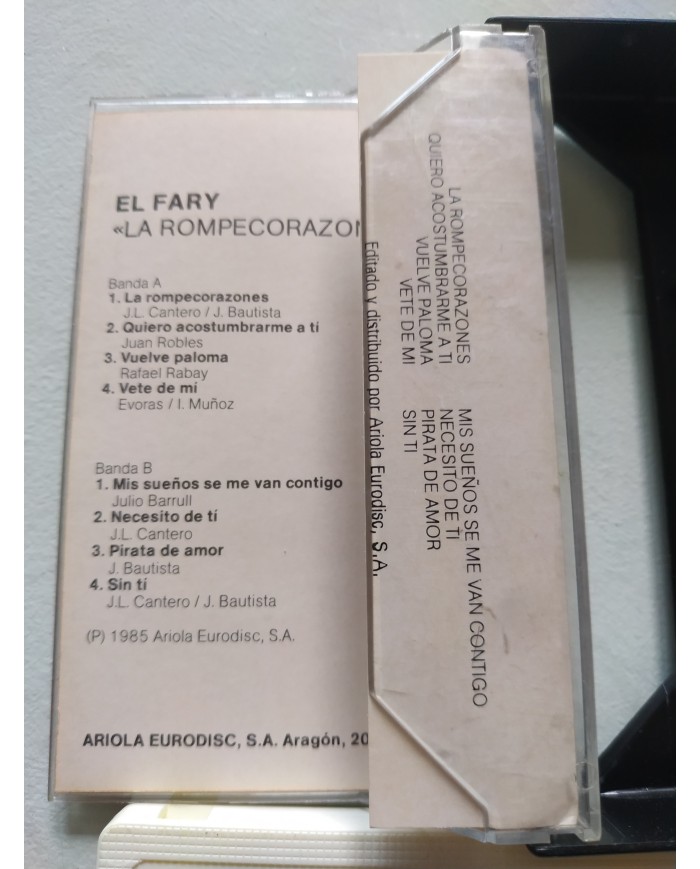 EL FARY
«LA ROMPECORAZON
Banda A
1. La rompecorazones
J.L. Cantero / J. Bautista
2. Quiero acostumbrarme a tí
Juan Robles
3. Vuelve paloma
Rafael Rabay
4. Vete de mí
Evoras / I. Muñoz
Banda B
1. Mis sueños se me van contigo
Julio Barrull
2. Necesito de tí
J.L. Cantero
3. Pirata de amor
J. Bautista
4. Sin tí
J.L. Cantero / J. Bautista
(P) 1985 Ariola Eurodisc, S.A.
ARIOLA EURODISC, S.A. Aragón, 20
Editado y distribuido por Ariola Eurodisc, S.A.
LA ROMPECORAZONES
QUIERO ACOSTUMBRARME A TI
VUELVE PALOMA
VETE DE MI
MIS SUEÑOS SE ME VAN CONTIGO
NECESITO DE TI
PIRATA DE AMOR
SIN TI